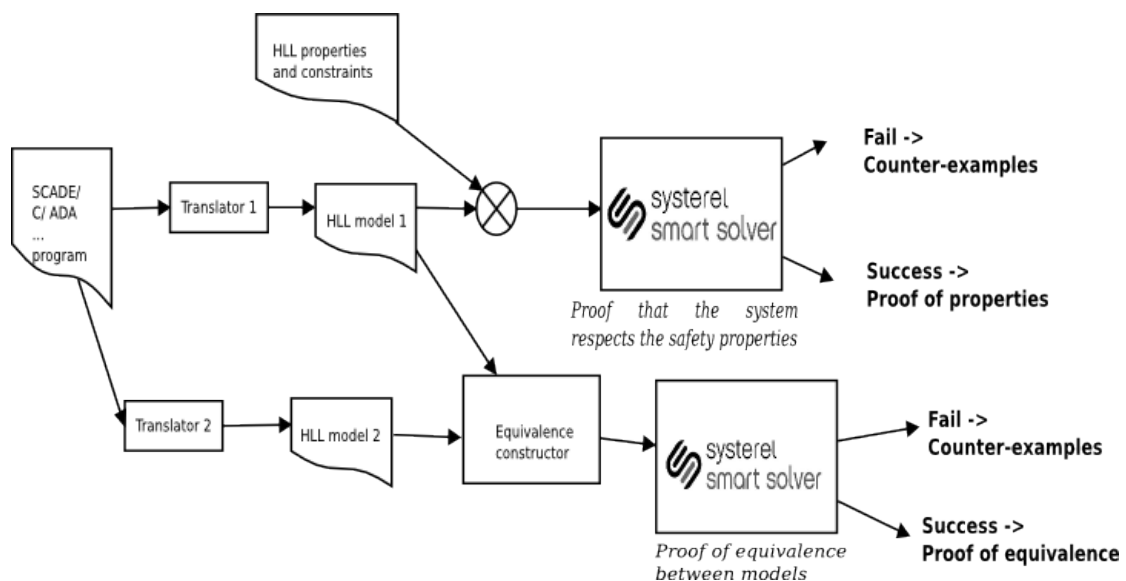 HLL properties
and constraints
SCADE/
C/ ADA
...
program
Translator 1
HLL model 1
systerel
smart solver
Fail ->
Counter-examples
Success ->
Proof of properties
Proof that the system
respects the safety properties
Translator 2
HLL model 2
Equivalence
constructor
systerel
smart solver
Fail ->
Counter-examples
Success ->
Proof of equivalence
Proof of equivalence
between models